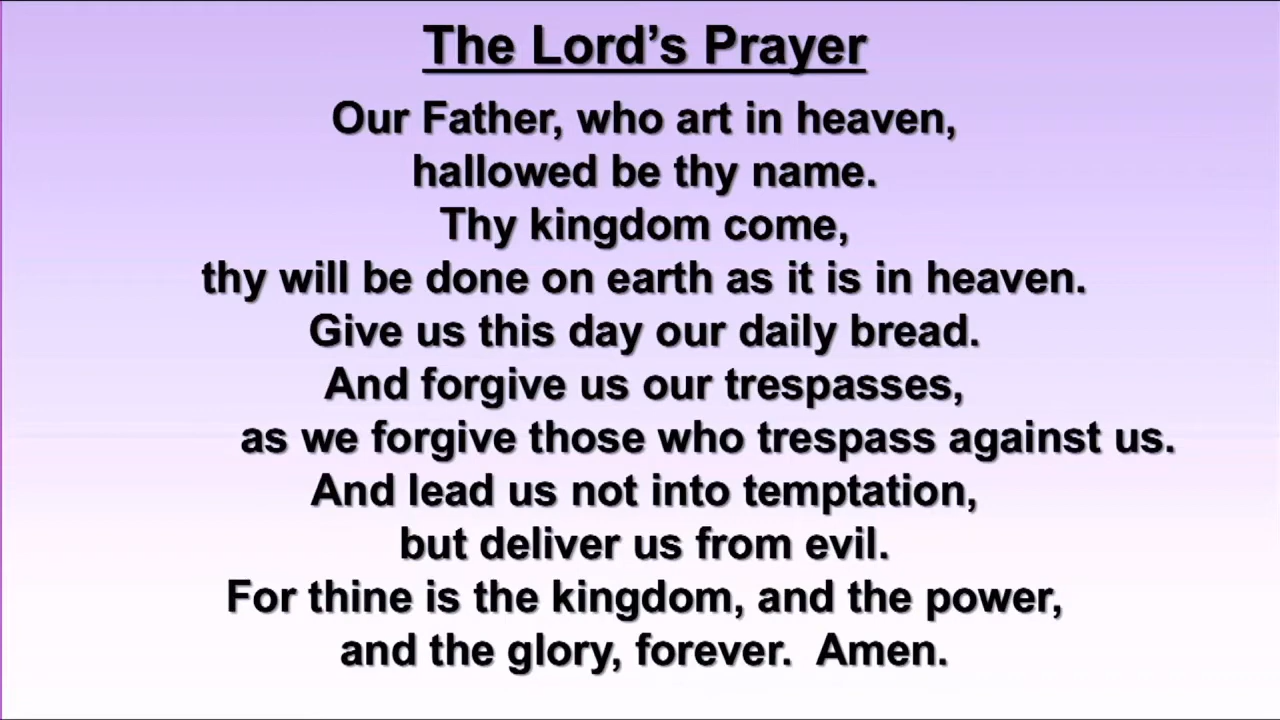 The Lord’s Prayer
Our Father, who art in heaven,
hallowed be thy name.
Thy kingdom come,
thy will be done on earth as it is in heaven.
Give us this day our daily bread.
And forgive us our trespasses,
as we forgive those who trespass against us.
And lead us not into temptation,
but deliver us from evil.
For thine is the kingdom, and the power,
and the glory, forever.  Amen.